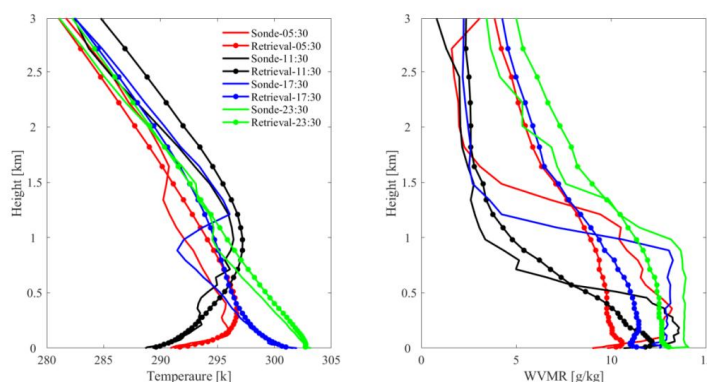 3
2.5
2
1.5
1
0.5
0
Height [km]
280
285
290
295
300
305
Temperaure [k]
Sonde-05:30
Retrieval-05:30
Sonde-11:30
Retrieval-11:30
Sonde-17:30
Retrieval-17:30
Sonde-23:30
Retrieval-23:30
3
2.5
2
1.5
1
0.5
0
Height [km]
0
5
10
WVMR [g/kg]